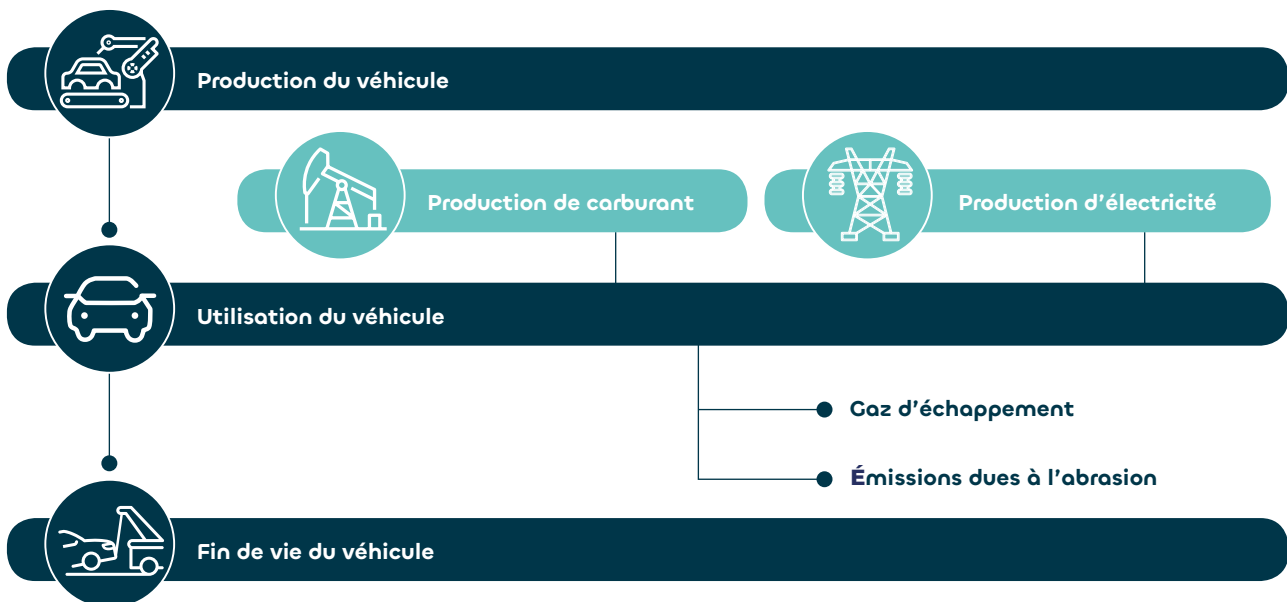 Production du véhicule
Production de carburant
Production d’électricité
Utilisation du véhicule
Gaz d’échappement
Émissions dues à l’abrasion
Fin de vie du véhicule